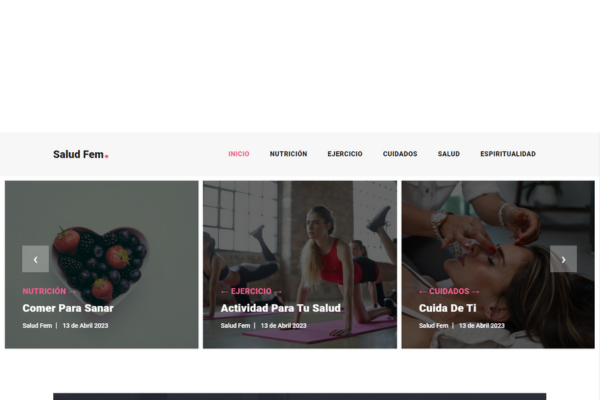 Salud Fem.
INICIO NUTRICIÓN EJERCICIO CUIDADOS SALUD ESPIRITUALIDAD
NUTRICIÓN → ← EJERCICIO → ← CUIDADOS →
Comer Para Sanar Actividad Para Tu Salud Cuida De Ti
Salud Fem | 13 de Abril 2023 Salud Fem | 13 de Abril 2023 Salud Fem | 13 de Abril 2023